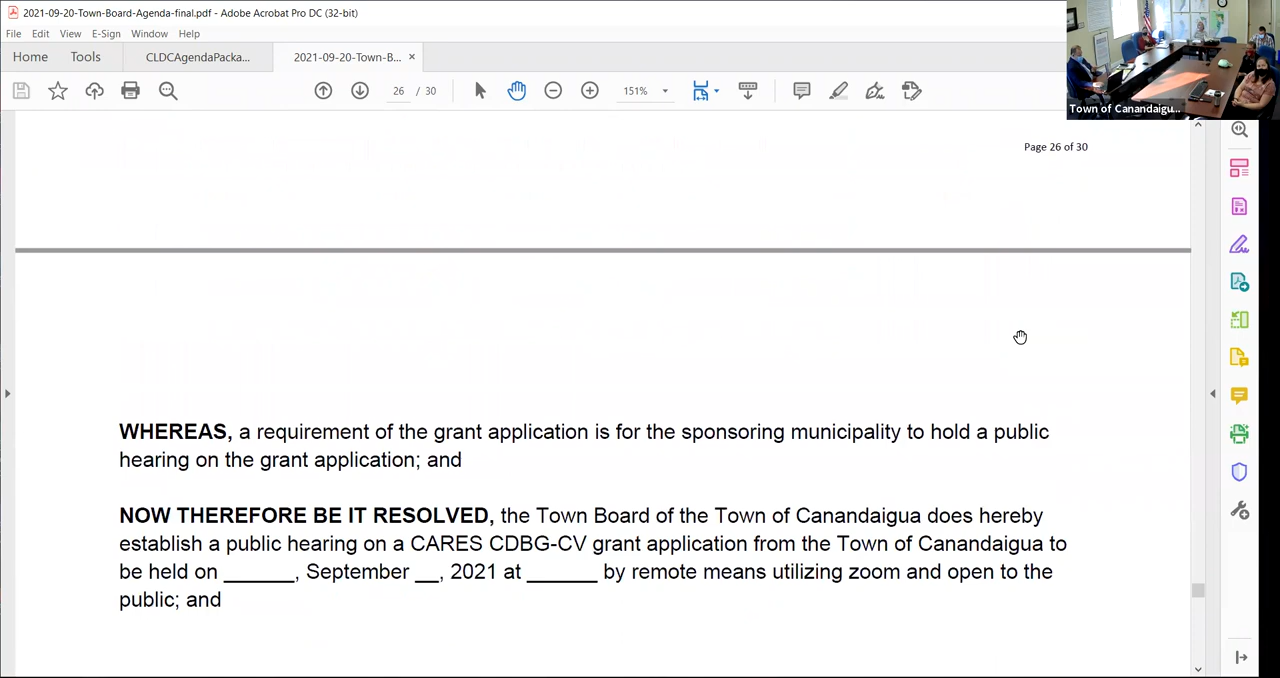 2021-09-20-Town-Board-Agenda-final.pdf - Adobe Acrobat Pro DC (32-bit)
File Edit View E-Sign Window Help
Home Tools CLDCAgendaPacka... 2021-09-20-Town-B... ×
26 / 30 151%
Town of Canandaigu...
Page 26 of 30
WHEREAS, a requirement of the grant application is for the sponsoring municipality to hold a public
hearing on the grant application; and
NOW THEREFORE BE IT RESOLVED, the Town Board of the Town of Canandaigua does hereby
establish a public hearing on a CARES CDBG-CV grant application from the Town of Canandaigua to
be held on ______, September __, 2021 at ______ by remote means utilizing zoom and open to the
public; and